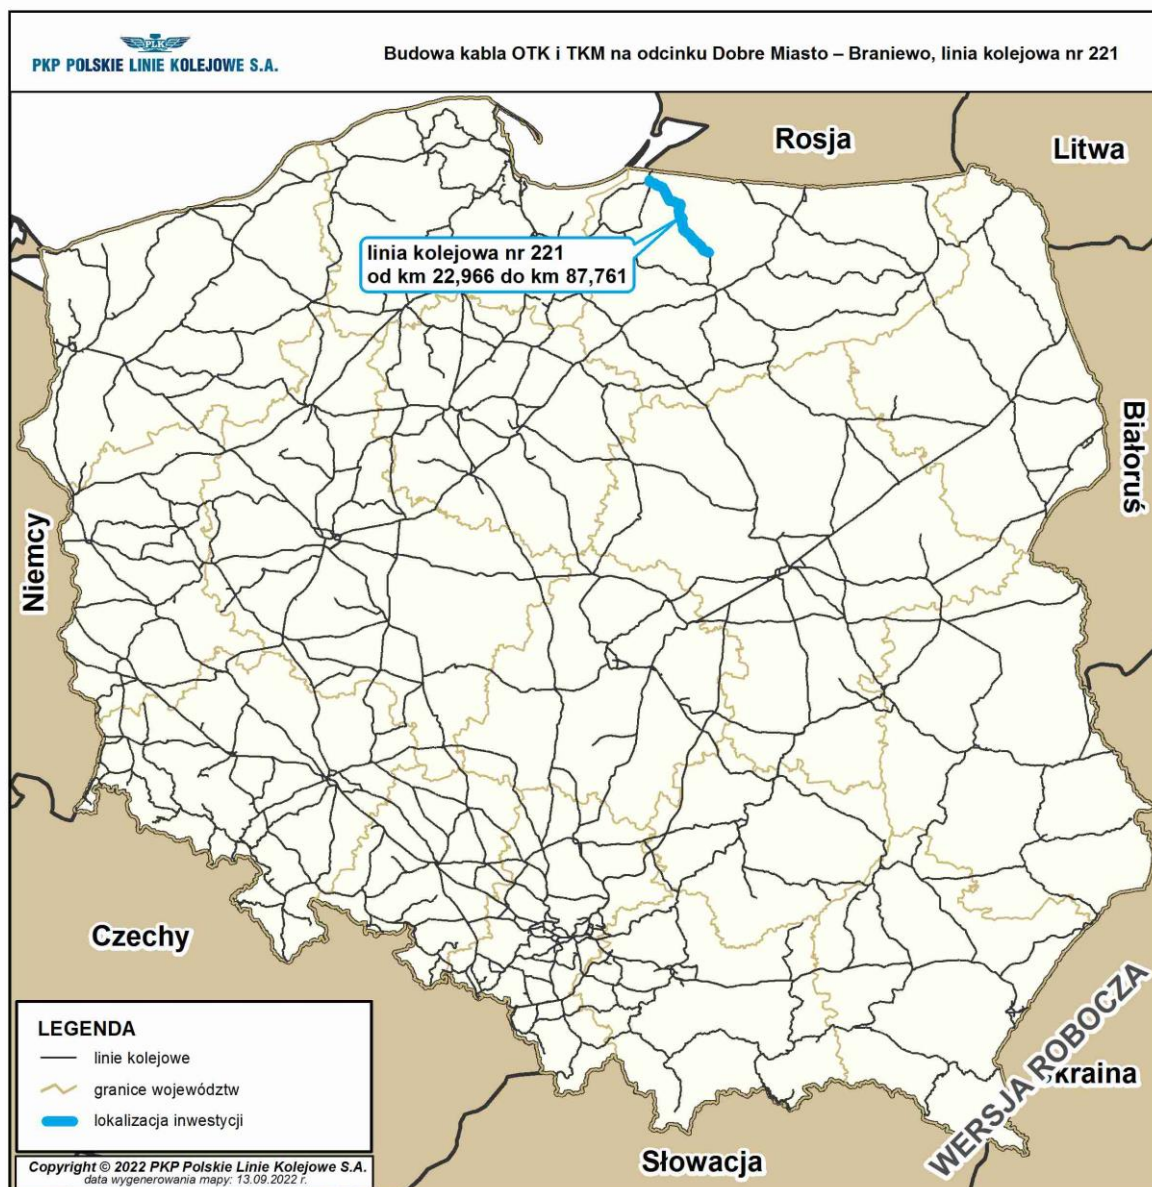 PLK
PKP POLSKIE LINIE KOLEJOWE S.A.
Budowa kabla OTK i TKM na odcinku Dobre Miasto – Braniewo, linia kolejowa nr 221
Rosja
Litwa
linia kolejowa nr 221
od km 22,966 do km 87,761
Białoruś
Niemcy
Czechy
LEGENDA
linie kolejowe
granice województw
lokalizacja inwestycji
WERSJA ROBOCZA
kraina
Słowacja
Copyright © 2022 PKP Polskie Linie Kolejowe S.A.
data wygenerowania mapy: 13.09.2022 r.